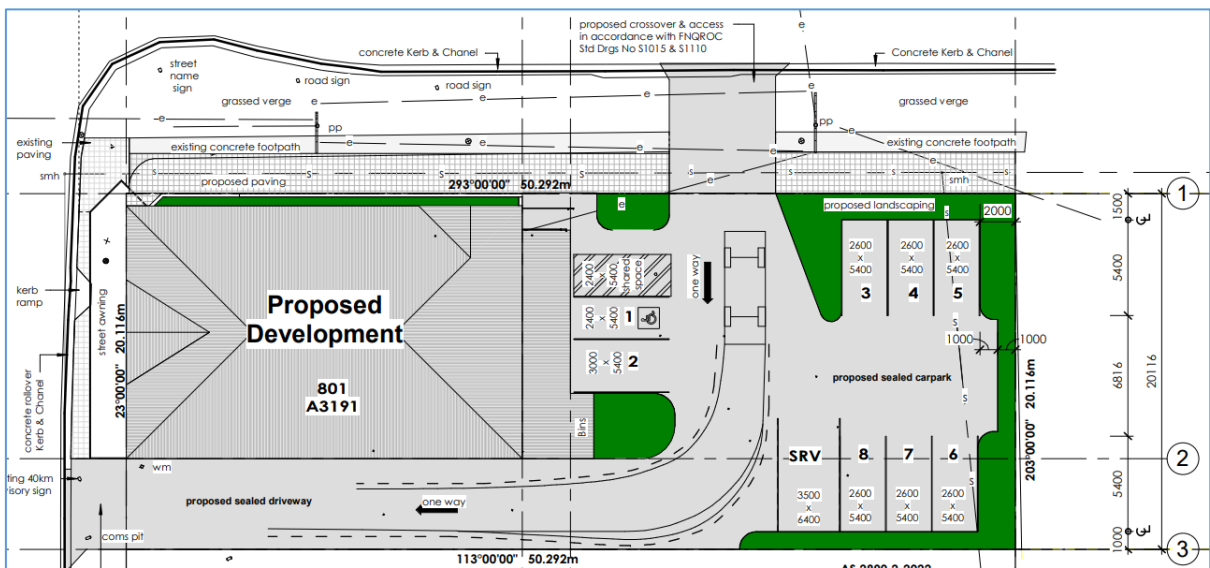 proposed crossover & access
in accordance with FNQROC
Std Drgs No S1015 & S1110
concrete Kerb & Chanel
Concrete Kerb & Chanel
street
name
sign
road sign
road sign
grassed verge
grassed verge
e
e
e
e
e
e
e
e
e
e
e
e
pp
pp
existing
paving
existing concrete footpath
existing concrete footpath
smh
smh
s
s
s
s
s
s
s
proposed paving
293°00'00" 50.292m
proposed landscaping
2000
1500
1
5400
2400
x
5400
shared
space
2400
x
5400
1
3000
x
5400
2
one way
2600
x
5400
3
2600
x
5400
4
2600
x
5400
5
kerb
ramp
street awning
23°00'00" 20.116m
Proposed
Development
801
A3191
1000
1000
6816
20116
proposed sealed carpark
203°00'00" 20.116m
concrete rollover
Kerb & Chanel
Bins
SRV
3500
x
6400
8
2600
x
5400
7
2600
x
5400
6
2600
x
5400
s
s
s
s
2
5400
wm
40km
proposed sealed driveway
one way
coms pit
113°00'00" 50.292m
1000
3